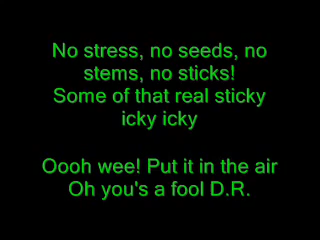 No stress, no seeds, no
stems, no sticks!
Some of that real sticky
icky icky
Oooh wee! Put it in the air
Oh you's a fool D.R.